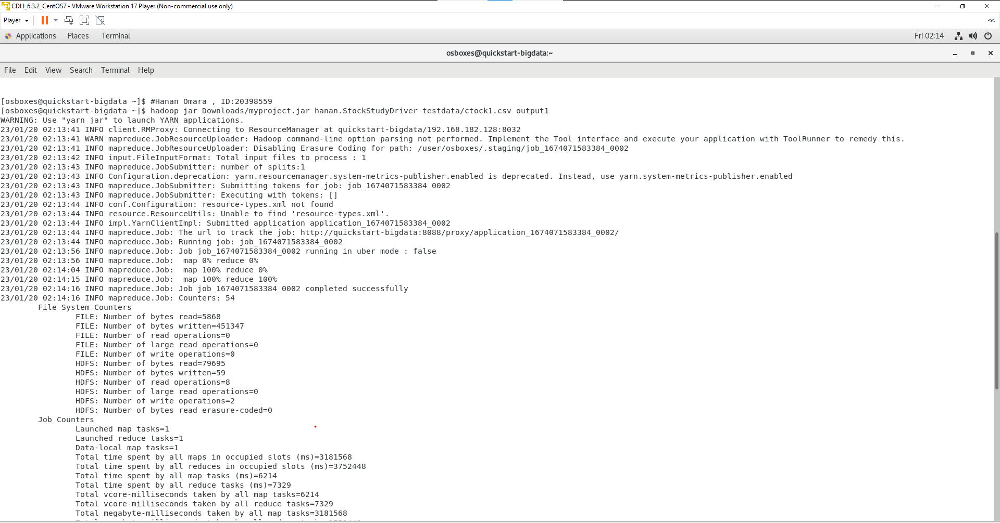 CDH_6.3.2_CentOS7 - VMware Workstation 17 Player (Non-commercial use only)
Player
Applications Places Terminal Fri 02:14
osboxes@quickstart-bigdata:~
File Edit View Search Terminal Help
[osboxes@quickstart-bigdata ~]$ #Hanan Omara , ID:20398559
[osboxes@quickstart-bigdata ~]$ hadoop jar Downloads/myproject.jar hanan.StockStudyDriver testdata/ctock1.csv output1
WARNING: Use "yarn jar" to launch YARN applications.
23/01/20 02:13:41 INFO client.RMProxy: Connecting to ResourceManager at quickstart-bigdata/192.168.182.128:8032
23/01/20 02:13:41 WARN mapreduce.JobResourceUploader: Hadoop command-line option parsing not performed. Implement the Tool interface and execute your application with ToolRunner to remedy this.
23/01/20 02:13:41 INFO mapreduce.JobResourceUploader: Disabling Erasure Coding for path: /user/osboxes/.staging/job_1674071583384_0002
23/01/20 02:13:42 INFO input.FileInputFormat: Total input files to process : 1
23/01/20 02:13:43 INFO mapreduce.JobSubmitter: number of splits:1
23/01/20 02:13:43 INFO Configuration.deprecation: yarn.resourcemanager.system-metrics-publisher.enabled is deprecated. Instead, use yarn.system-metrics-publisher.enabled
23/01/20 02:13:43 INFO mapreduce.JobSubmitter: Submitting tokens for job: job_1674071583384_0002
23/01/20 02:13:43 INFO mapreduce.JobSubmitter: Executing with tokens: []
23/01/20 02:13:44 INFO conf.Configuration: resource-types.xml not found
23/01/20 02:13:44 INFO resource.ResourceUtils: Unable to find 'resource-types.xml'.
23/01/20 02:13:44 INFO impl.YarnClientImpl: Submitted application application_1674071583384_0002
23/01/20 02:13:44 INFO mapreduce.Job: The url to track the job: http://quickstart-bigdata:8088/proxy/application_1674071583384_0002/
23/01/20 02:13:44 INFO mapreduce.Job: Running job: job_1674071583384_0002
23/01/20 02:13:56 INFO mapreduce.Job: Job job_1674071583384_0002 running in uber mode : false
23/01/20 02:13:56 INFO mapreduce.Job:  map 0% reduce 0%
23/01/20 02:14:04 INFO mapreduce.Job:  map 100% reduce 0%
23/01/20 02:14:15 INFO mapreduce.Job:  map 100% reduce 100%
23/01/20 02:14:16 INFO mapreduce.Job: Job job_1674071583384_0002 completed successfully
23/01/20 02:14:16 INFO mapreduce.Job: Counters: 54
File System Counters
FILE: Number of bytes read=5868
FILE: Number of bytes written=451347
FILE: Number of read operations=0
FILE: Number of large read operations=0
FILE: Number of write operations=0
HDFS: Number of bytes read=79695
HDFS: Number of bytes written=59
HDFS: Number of read operations=8
HDFS: Number of large read operations=0
HDFS: Number of write operations=2
HDFS: Number of bytes read erasure-coded=0
Job Counters
Launched map tasks=1
Launched reduce tasks=1
Data-local map tasks=1
Total time spent by all maps in occupied slots (ms)=3181568
Total time spent by all reduces in occupied slots (ms)=3752448
Total time spent by all map tasks (ms)=6214
Total time spent by all reduce tasks (ms)=7329
Total vcore-milliseconds taken by all map tasks=6214
Total vcore-milliseconds taken by all reduce tasks=7329
Total megabyte-milliseconds taken by all map tasks=3181568